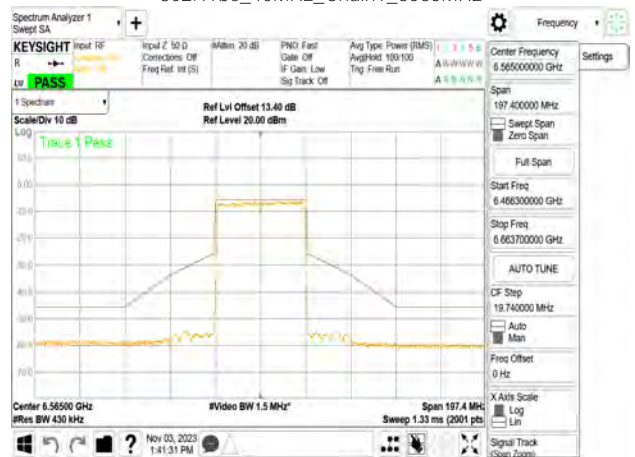 Spectrum Analyzer 1
Swept SA
+
Frequency
KEYSIGHT
Input: RF
R
LV PASS
Input Z: 50 Ω
Corrections: Off
Freq Ref: Int (S)
#Atten: 20 dB
PNO: Fast
Gate: Off
IF Gain: Low
Sig Track: Off
Avg Type: Power (RMS)
Avg|Hold: 100/100
Trig: Free Run
Center Frequency
6.565000000 GHz
Settings
Span
197.400000 MHz
Swept Span
Zero Span
Full Span
Start Freq
6.466300000 GHz
Stop Freq
6.663700000 GHz
AUTO TUNE
CF Step
19.740000 MHz
Auto
Man
Freq Offset
0 Hz
X Axis Scale
Log
Lin
Signal Track
(Span Zoom)
1 Spectrum
Scale/Div 10 dB
Ref Lvl Offset 13.40 dB
Ref Level 20.00 dBm
Log
Trace 1 Pass
Center 6.56500 GHz
#Video BW 1.5 MHz*
Span 197.4 MHz
#Res BW 430 kHz
Sweep 1.33 ms (2001 pts
?
Nov 03, 2023
1:41:31 PM